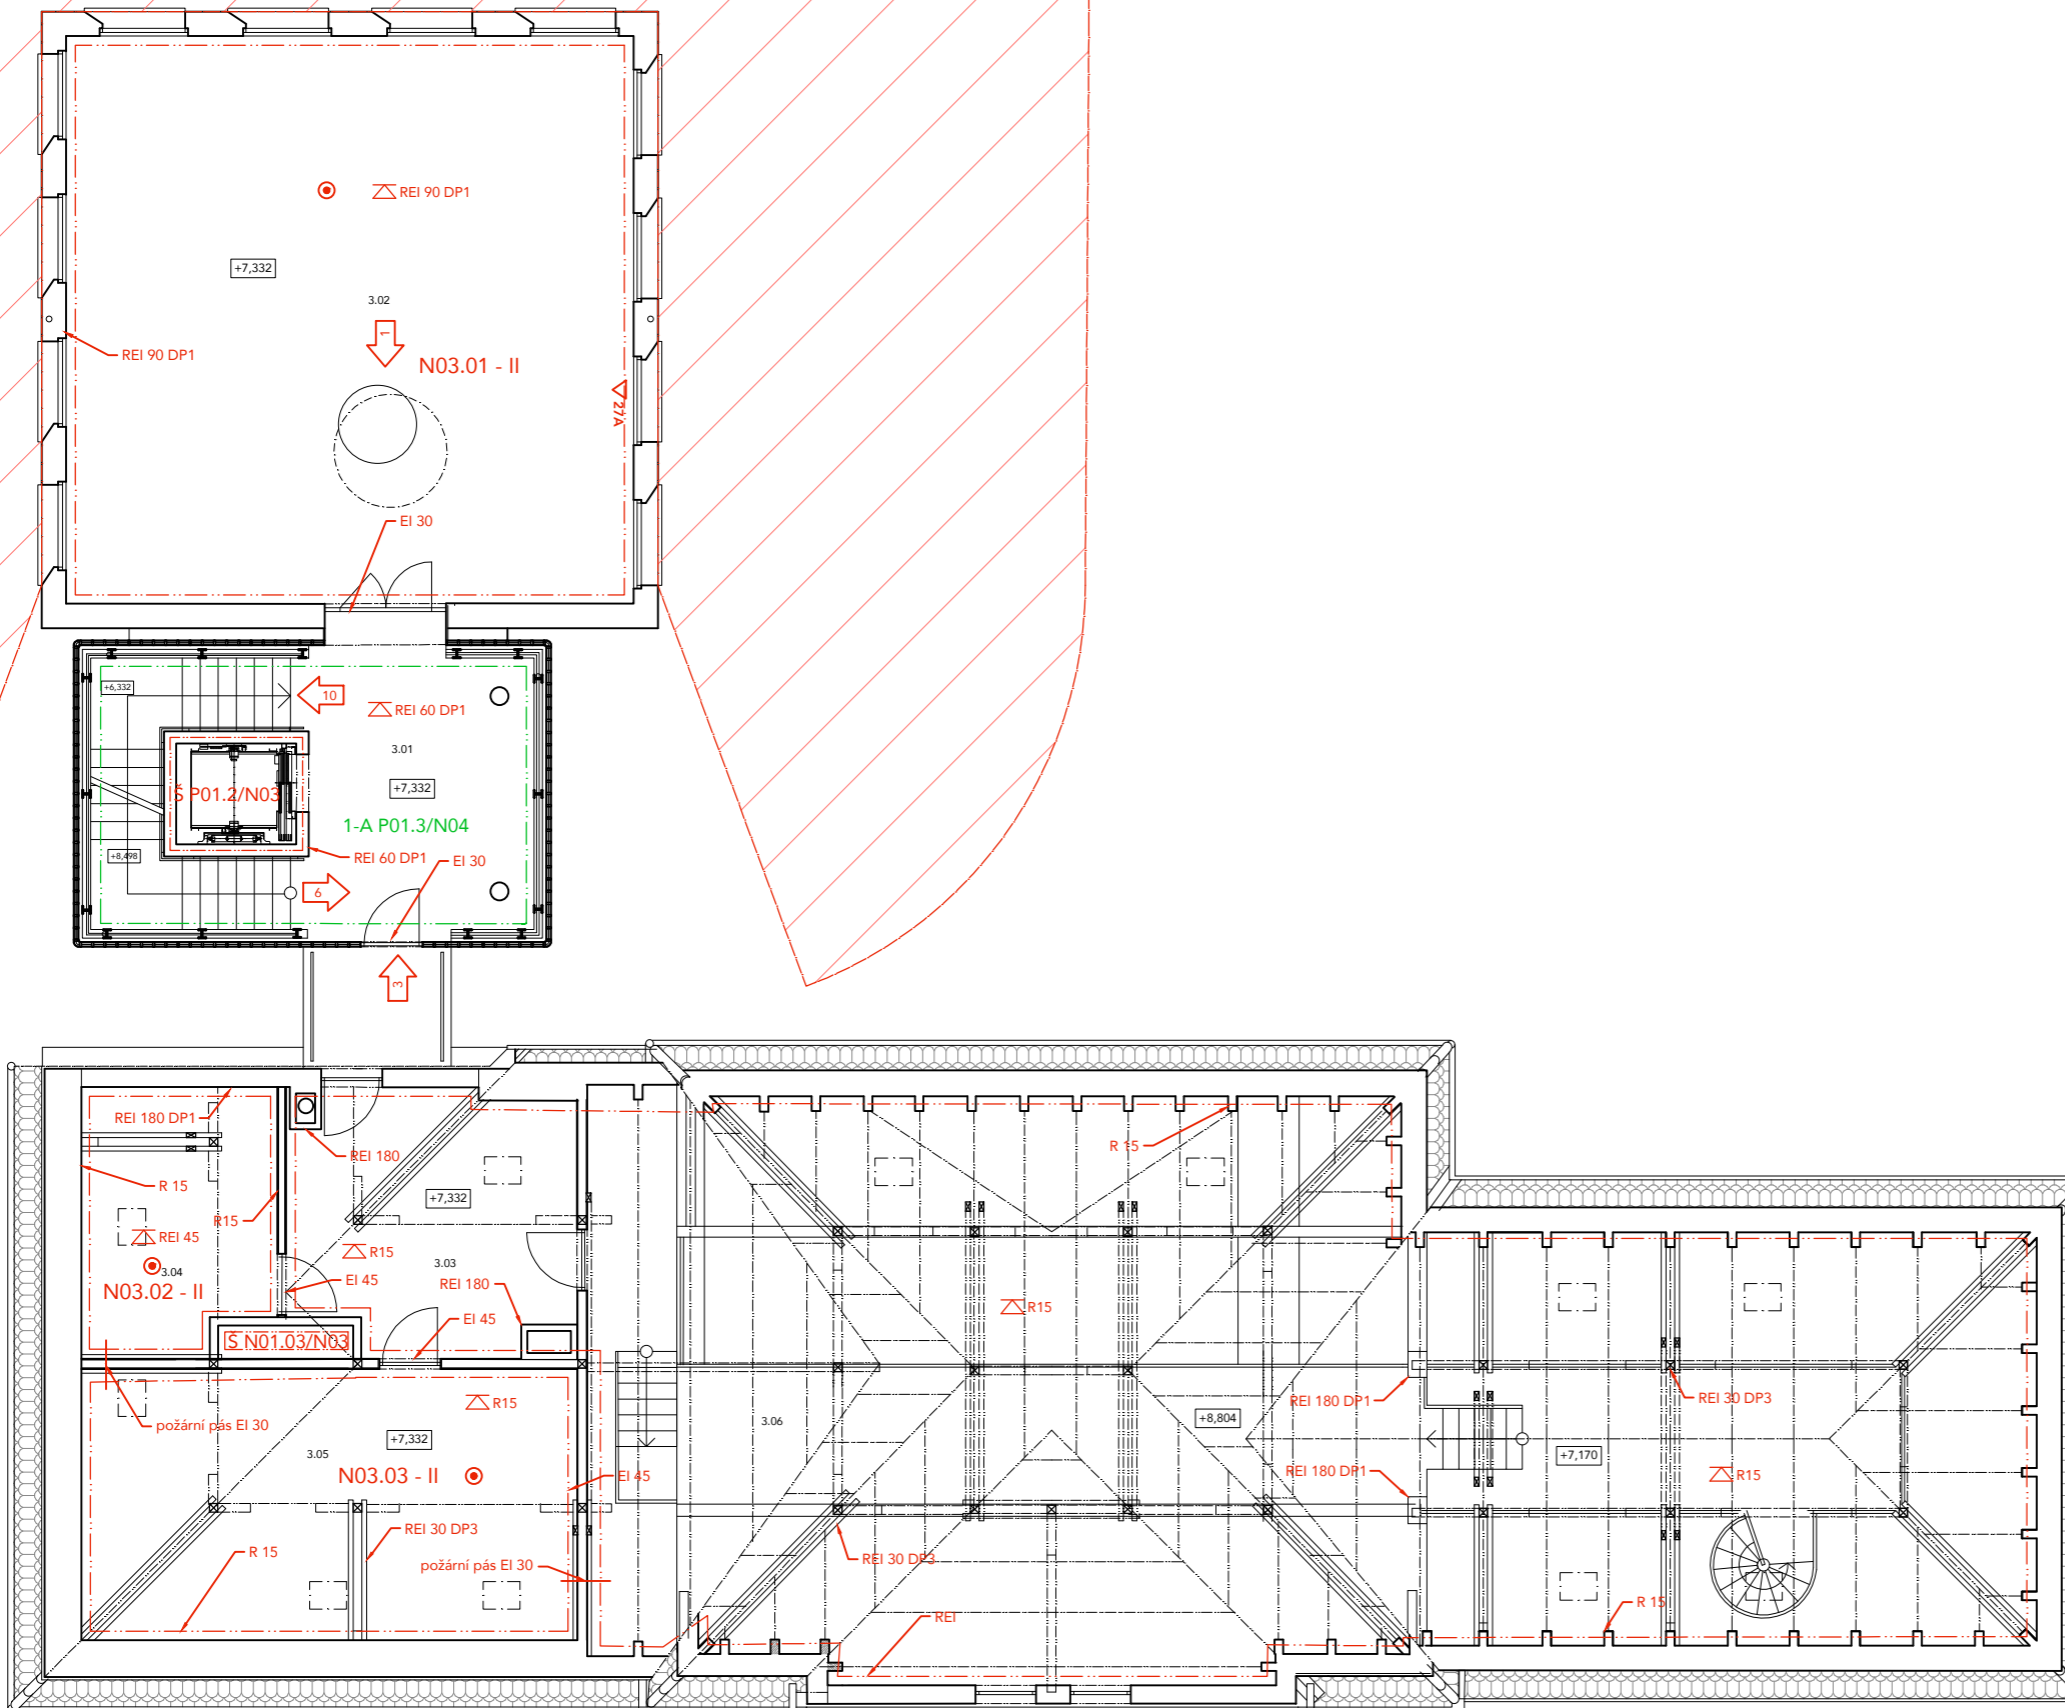 REI 90 DP1
+7,332
3.02
1
REI 90 DP1
N03.01 - II
27A
EI 30
+6,332
10
REI 60 DP1
3.01
+7,332
Š P01.2/N03
1-A P01.3/N04
+8,498
REI 60 DP1
EI 30
6
3
REI 180 DP1
REI 180
R 15
R 15
+7,332
R15
REI 45
R15
3.03
3.04
EI 45
REI 180
N03.02 - II
R15
EI 45
Š N01.03/N03
R15
REI 180 DP1
REI 30 DP3
požární pás EI 30
3.06
+8,804
+7,332
3.05
+7,170
N03.03 - II
EI 45
REI 180 DP1
R15
REI 30 DP3
R 15
požární pás EI 30
REI 30 DP3
R 15
REI